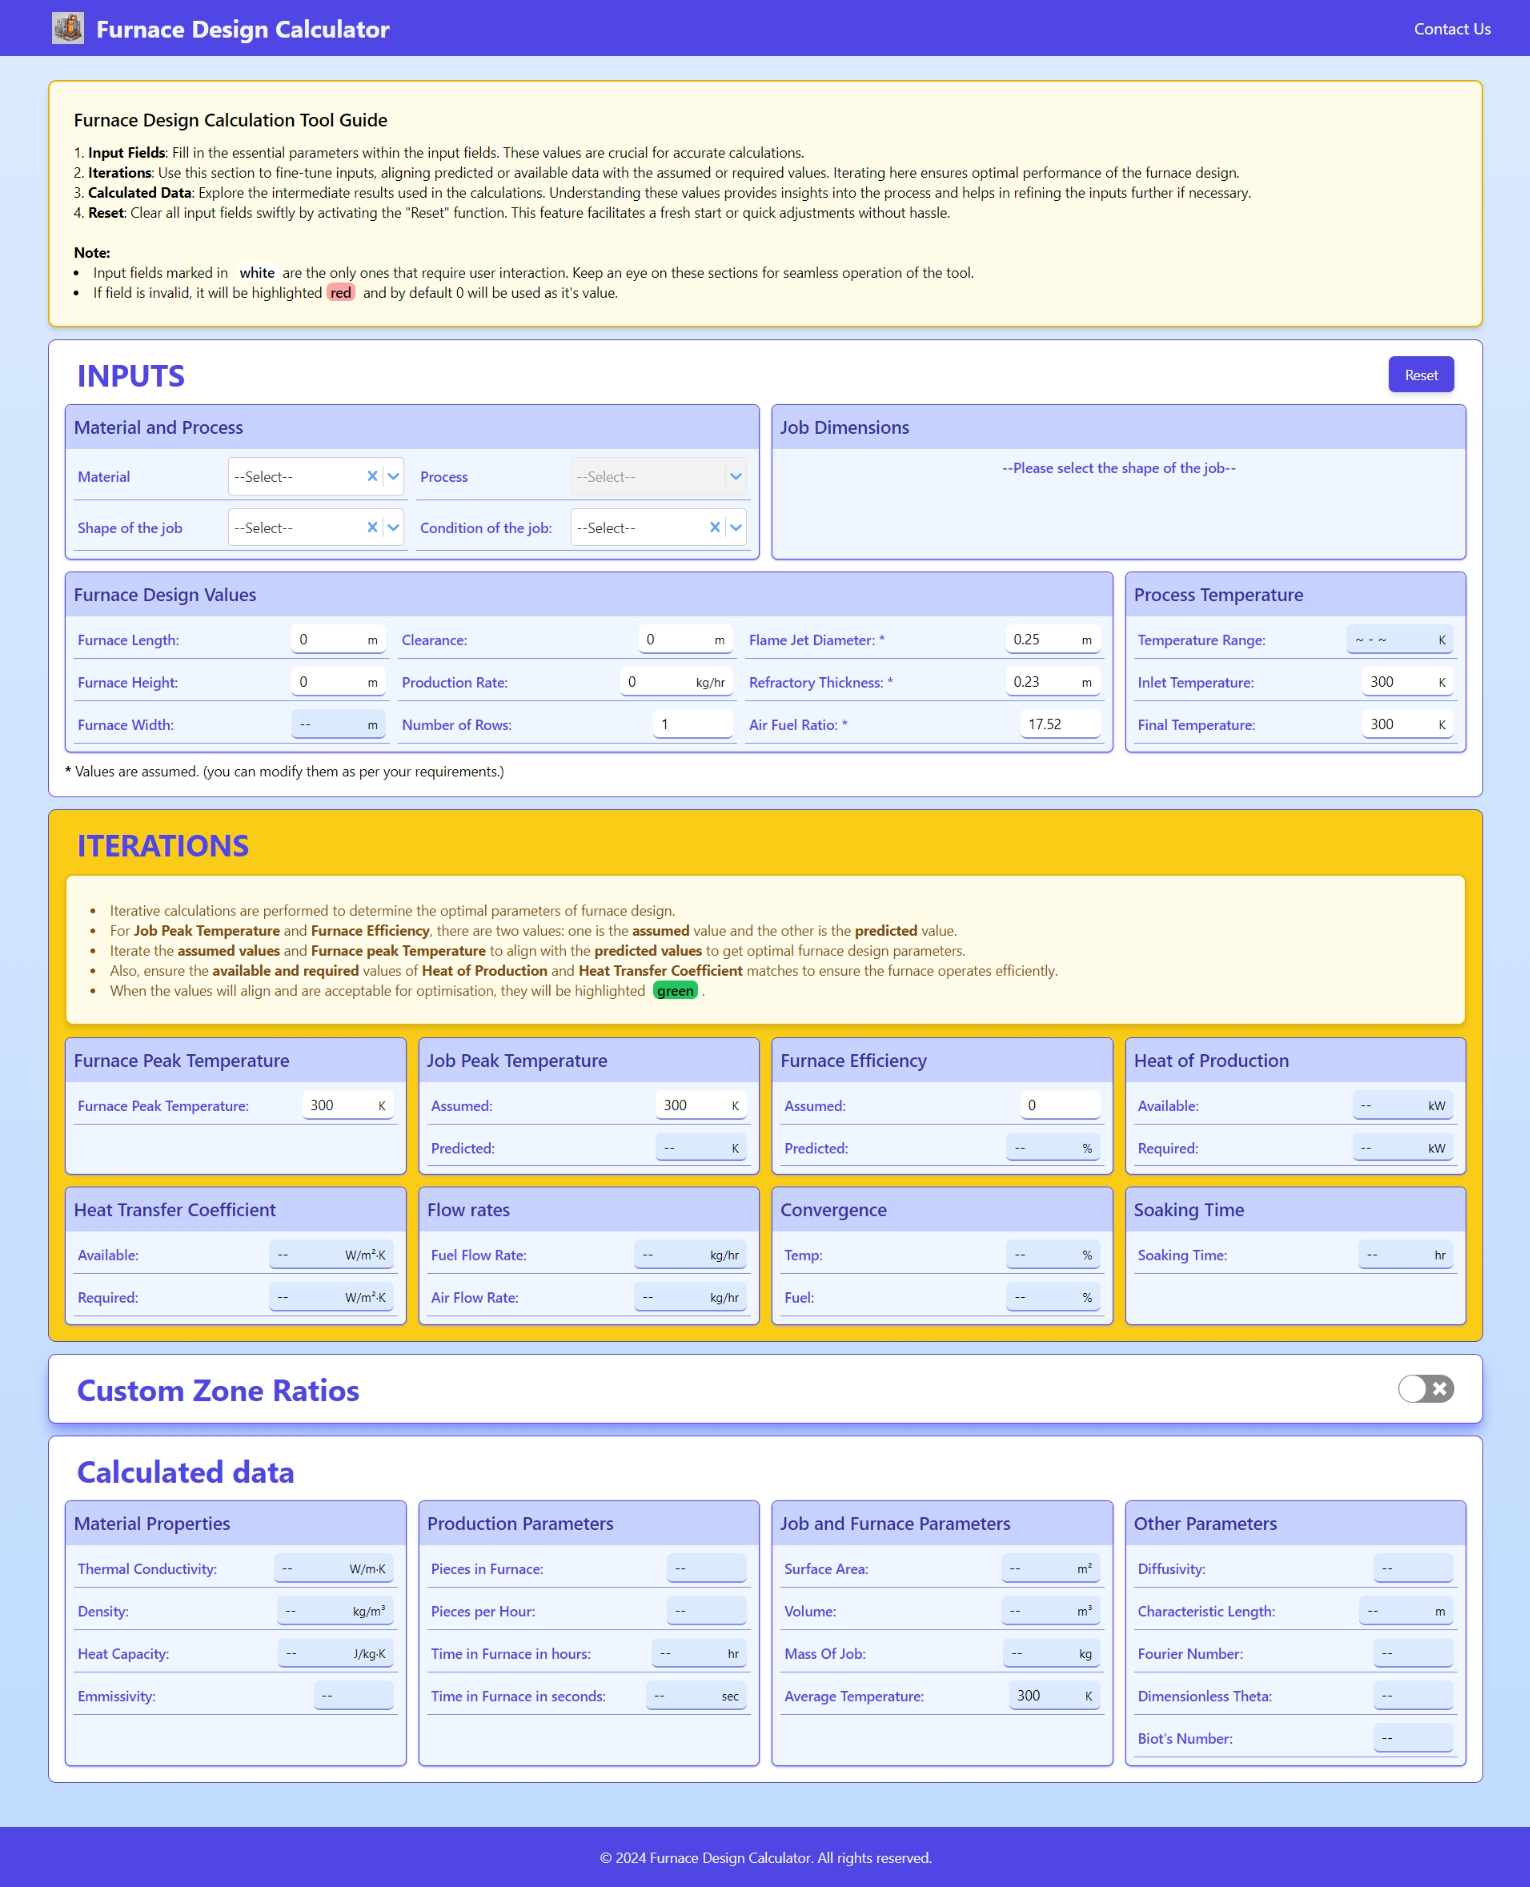 Furnace Design Calculator
Contact Us
Furnace Design Calculation Tool Guide
1. Input Fields: Fill in the essential parameters within the input fields. These values are crucial for accurate calculations.
2. Iterations: Use this section to fine-tune inputs, aligning predicted or available data with the assumed or required values. Iterating here ensures optimal performance of the furnace design.
3. Calculated Data: Explore the intermediate results used in the calculations. Understanding these values provides insights into the process and helps in refining the inputs further if necessary.
4. Reset: Clear all input fields swiftly by activating the "Reset" function. This feature facilitates a fresh start or quick adjustments without hassle.
Note:
• Input fields marked in white are the only ones that require user interaction. Keep an eye on these sections for seamless operation of the tool.
• If field is invalid, it will be highlighted red and by default 0 will be used as it's value.
INPUTS
Reset
Material and Process
Material --Select-- Process --Select--
Shape of the job --Select-- Condition of the job: --Select--
Job Dimensions
--Please select the shape of the job--
Furnace Design Values
Furnace Length: 0 m Clearance: 0 m Flame Jet Diameter: * 0.25 m
Furnace Height: 0 m Production Rate: 0 kg/hr Refractory Thickness: * 0.23 m
Furnace Width: -- m Number of Rows: 1 Air Fuel Ratio: * 17.52
Process Temperature
Temperature Range: ~ - ~ K
Inlet Temperature: 300 K
Final Temperature: 300 K
* Values are assumed. (you can modify them as per your requirements.)
ITERATIONS
• Iterative calculations are performed to determine the optimal parameters of furnace design.
• For Job Peak Temperature and Furnace Efficiency, there are two values: one is the assumed value and the other is the predicted value.
• Iterate the assumed values and Furnace peak Temperature to align with the predicted values to get optimal furnace design parameters.
• Also, ensure the available and required values of Heat of Production and Heat Transfer Coefficient matches to ensure the furnace operates efficiently.
• When the values will align and are acceptable for optimisation, they will be highlighted green .
Furnace Peak Temperature
Furnace Peak Temperature: 300 K
Job Peak Temperature
Assumed: 300 K
Predicted: -- K
Furnace Efficiency
Assumed: 0
Predicted: -- %
Heat of Production
Available: -- kW
Required: -- kW
Heat Transfer Coefficient
Available: -- W/m²·K
Required: -- W/m²·K
Flow rates
Fuel Flow Rate: -- kg/hr
Air Flow Rate: -- kg/hr
Convergence
Temp: -- %
Fuel: -- %
Soaking Time
Soaking Time: -- hr
Custom Zone Ratios
Calculated data
Material Properties
Thermal Conductivity: -- W/m·K
Density: -- kg/m³
Heat Capacity: -- J/kg·K
Emmissivity: --
Production Parameters
Pieces in Furnace: --
Pieces per Hour: --
Time in Furnace in hours: -- hr
Time in Furnace in seconds: -- sec
Job and Furnace Parameters
Surface Area: -- m²
Volume: -- m³
Mass Of Job: -- kg
Average Temperature: 300 K
Other Parameters
Diffusivity: --
Characteristic Length: -- m
Fourier Number: --
Dimensionless Theta: --
Biot's Number: --
© 2024 Furnace Design Calculator. All rights reserved.